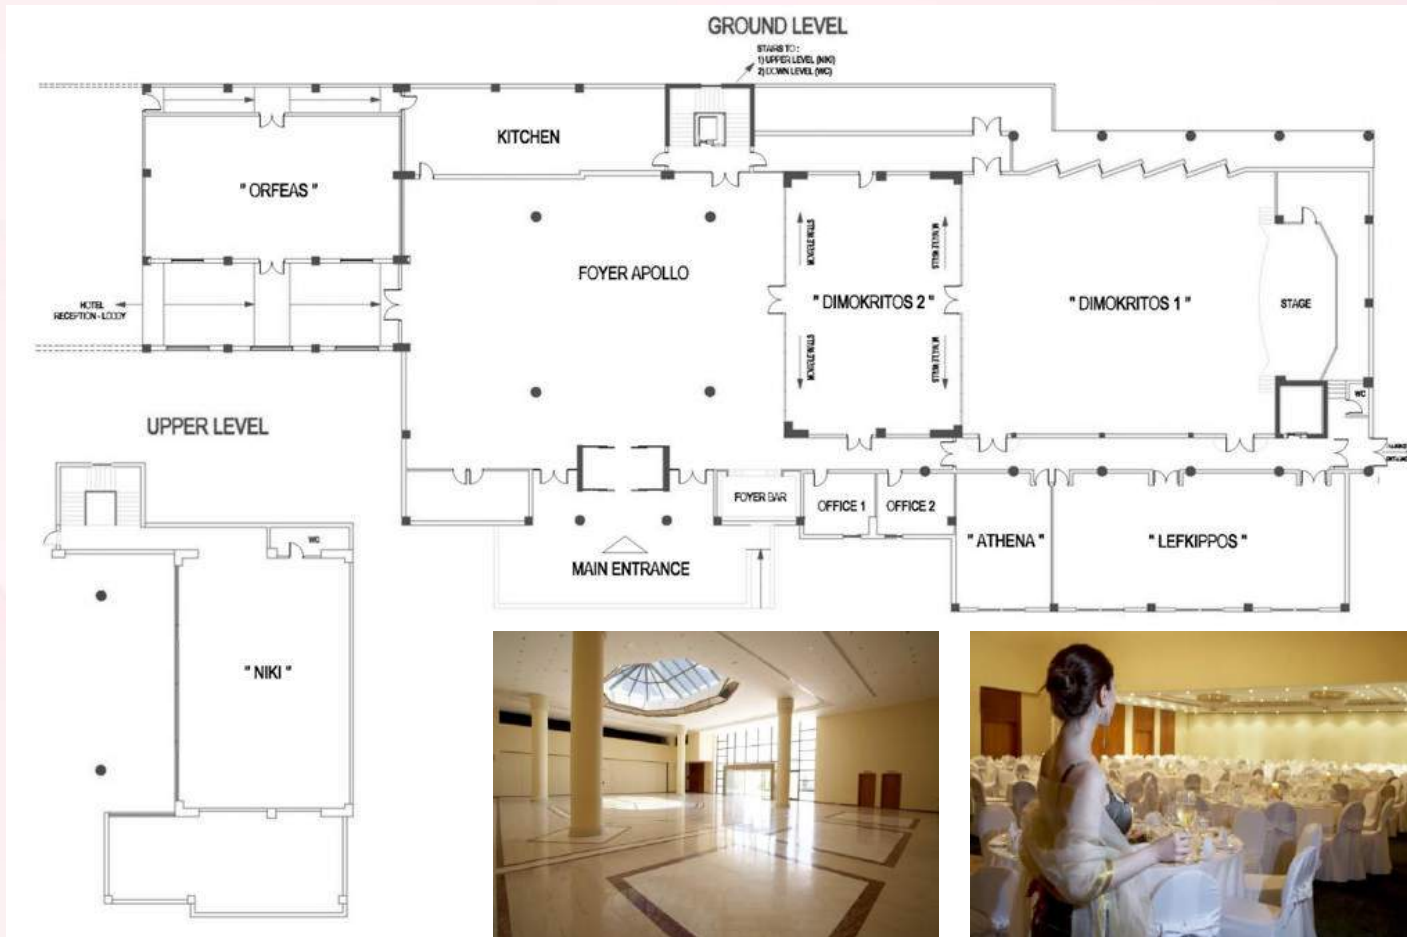 GROUND LEVEL
STAIRS TO :
1) UPPER LEVEL (NIKI)
2) DOWN LEVEL (WC)
KITCHEN
" ORFEAS "
FOYER APOLLO
" DIMOKRITOS 2 "
" DIMOKRITOS 1 "
STAGE
HOTEL
RECEPTION - LOBBY
WC
UPPER LEVEL
FOYER BAR
OFFICE 1
OFFICE 2
" ATHENA "
" LEFKIPPOS "
MAIN ENTRANCE
WC
" NIKI "